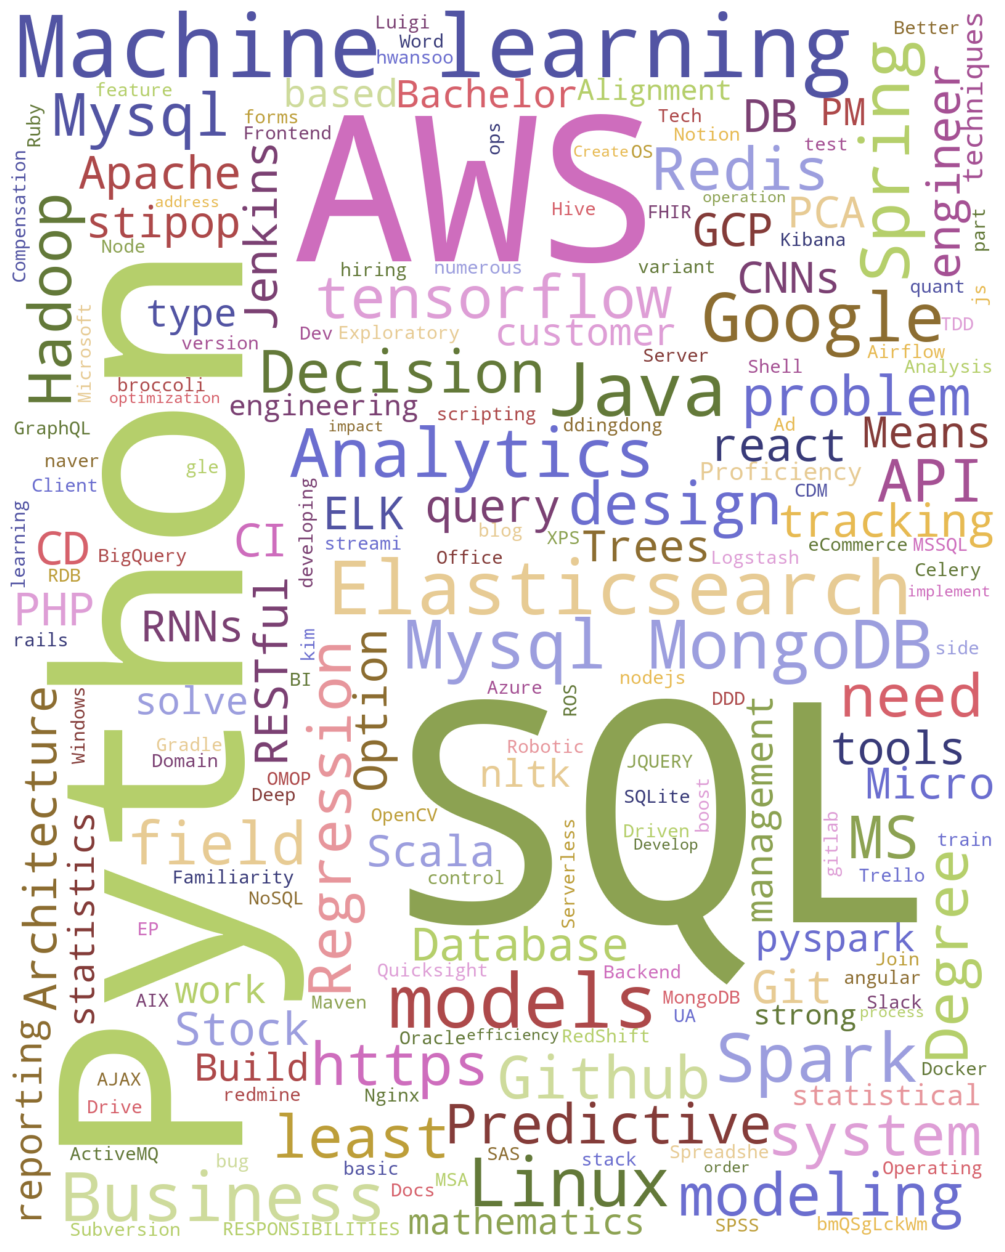 Machine learning
Luigi
Word
hwansoo
Better
techniques
Spring
engineer
feature
Mysql
Ruby
forms
Frontend
based
Bachelor
Alignment
DB
PM
Tech
Notion
test
ops
Create
OS
AWS
Redis
Compensation
Apache
Jenkins
address
stipop
Node
Hadoop
Hive
FHIR
operation
PCA
GCP
Kibana
part
hiring
numerous
variant
CNNs
quant
js
tensorflow
customer
Google
TDD
Microsoft
type
version
Dev
Exploratory
Server
Airflow
Shell
Analysis
Decision
Java
problem
broccoli
optimization
engineering
scripting
impact
ddingdong
Ad
react
Means
GraphQL
naver
gle
Client
Analytics
Proficiency
API
CDM
Python
developing
ELK
query
design
tracking
learning
CD
BigQuery
CI
streami
blog
XPS
Trees
Office
Logstash
eCommerce
MSSQL
RDB
Celery
implement
PHP
RNNs
RESTful
Elasticsearch
rails
kim
Mysql MongoDB
side
BI
Option
Regression
nodejs
Azure
ROS
DDD
need
Windows
solve
Architecture
Gradle
Domain
SQL
Robotic
JQUERY
management
tools
OMOP
Deep
nltk
SQLite
boost
Micro
OpenCV
Driven
Develop
gitlab
MS
train
statistics
field
Scala
Serverless
Trello
Familiarity
control
NoSQL
Degree
EP
Database
pyspark
Join
Quicksight
Backend
angular
AIX
work
Maven
models
MongoDB
UA
Git
Slack
strong
process
reporting
Stock
Oracle
efficiency
RedShift
Build
https
Github
Spark
Docker
AJAX
redmine
Nginx
statistical
Drive
least
Predictive
system
ActiveMQ
bug
basic
SAS
stack
Spreadshe
order
Operating
Business
Docs
MSA
Linux
modeling
Subversion
RESPONSIBILITIES
mathematics
SPSS
bmQSgLckWm